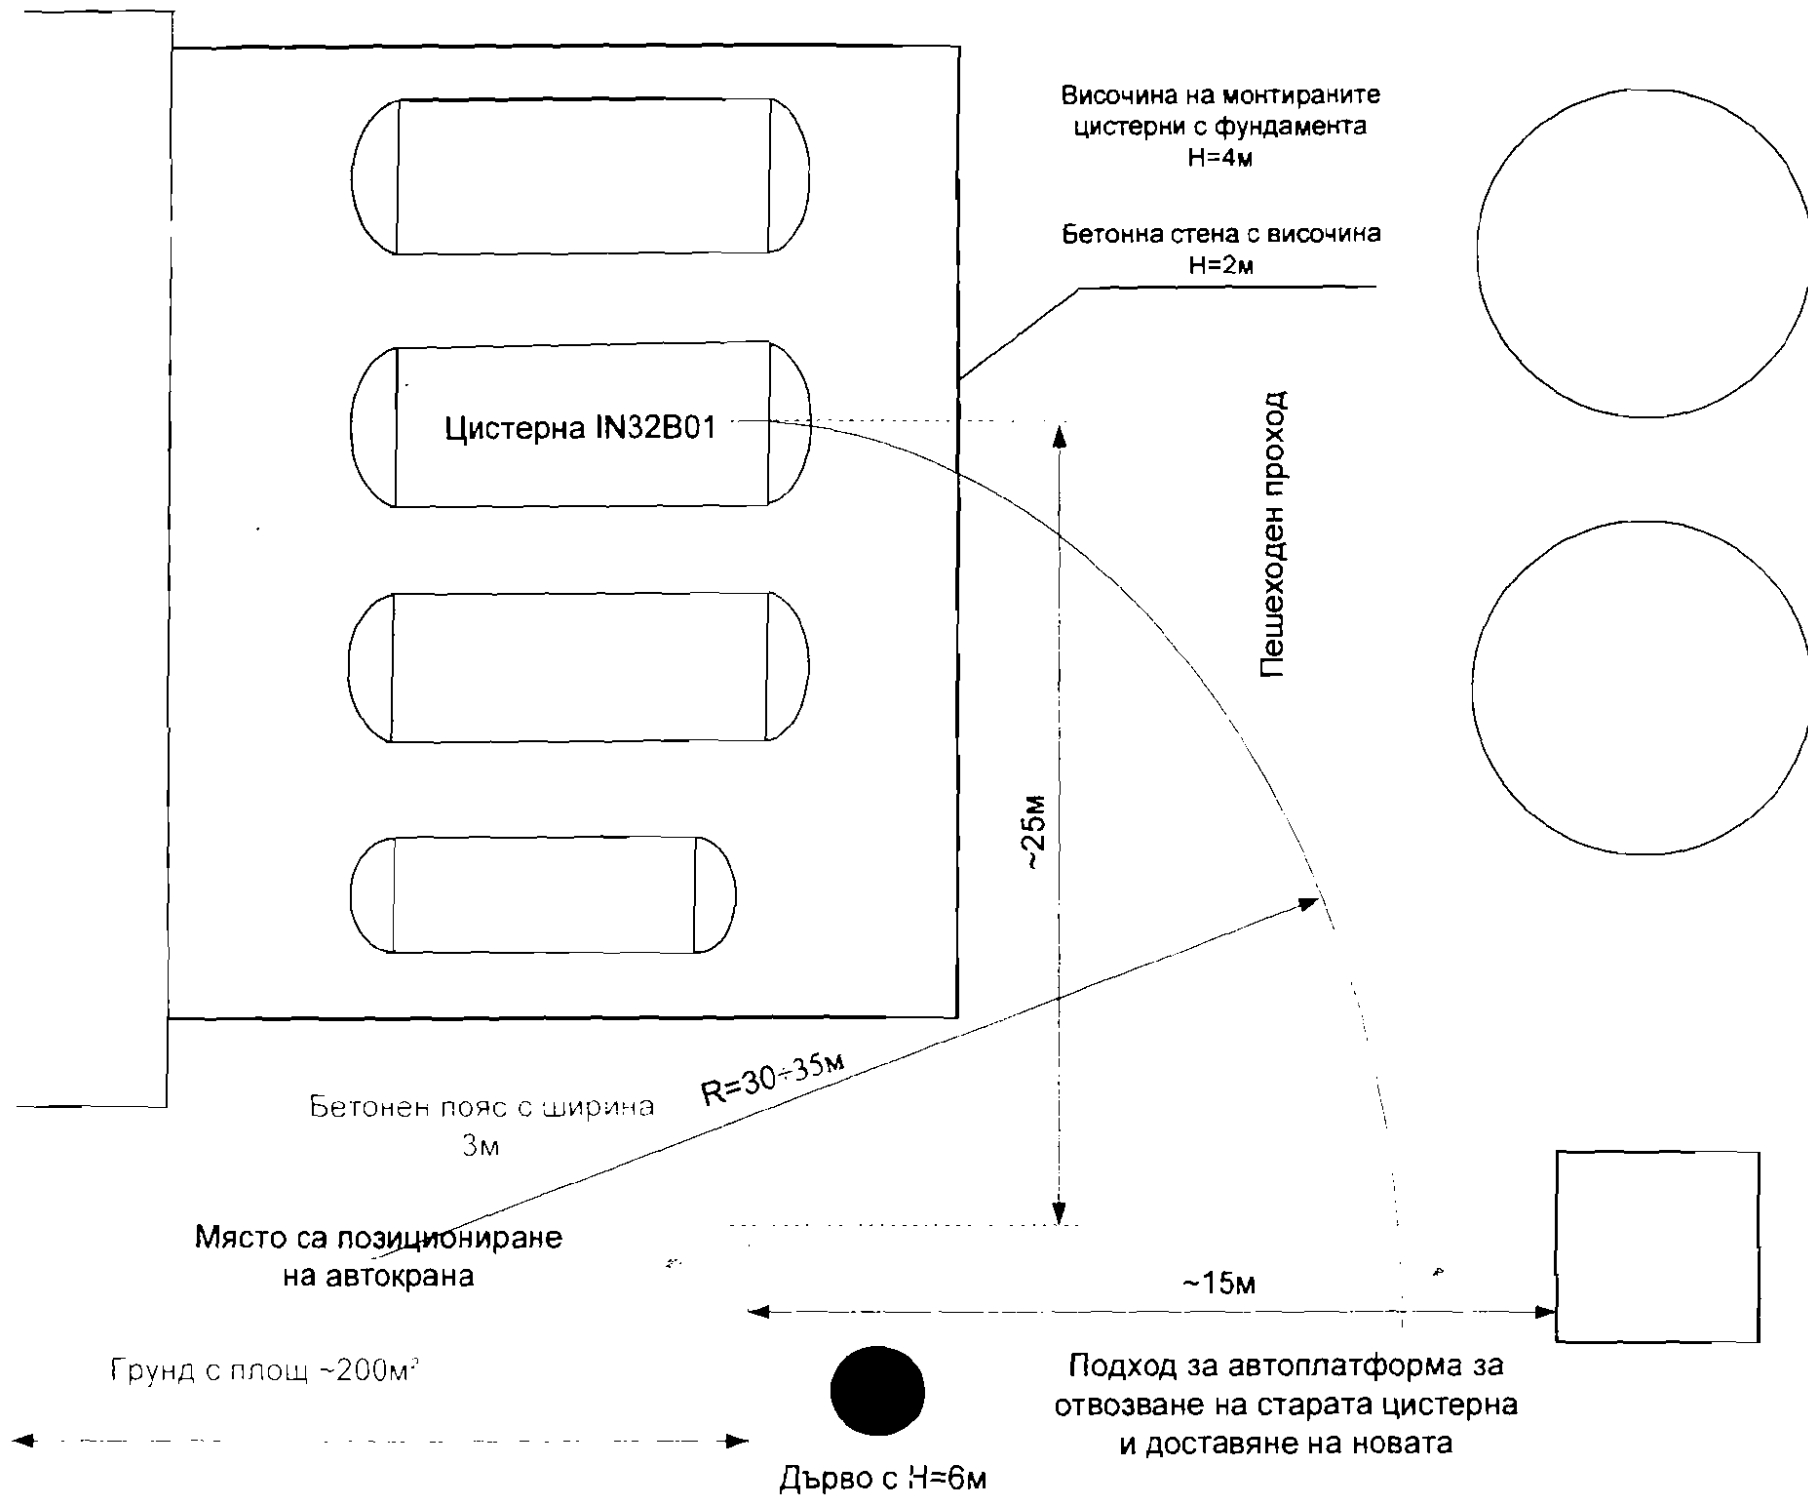 Височина на монтираните
цистерни с фундамента
H=4м
Бетонна стена с височина
H=2м
Цистерна IN32B01
Пешеходен проход
~25м
R=30÷35м
Бетонен пояс с ширина
3м
Място са позициониране
на автокрана
~15м
Грунд с площ ~200м²
Подход за автоплатформа за
отвозване на старата цистерна
и доставяне на новата
Дърво с H=6м